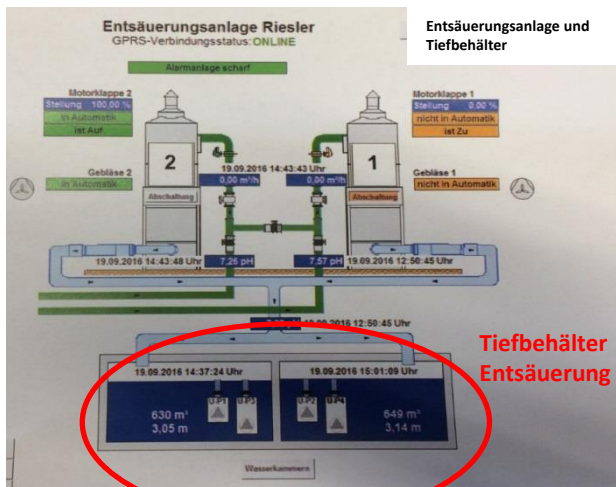 Entsäuerungsanlage Riesler
GPRS-Verbindungsstatus:ONLINE
Entsäuerungsanlage und
Tiefbehälter
Alarmanlage scharf
Motorklappe 2
Stellung 100,00 %
in Automatik
ist Auf
Motorklappe 1
Stellung 0,00 %
nicht in Automatik
ist Zu
2
1
19.09.2016 14:43:43 Uhr
Gebläse 2
in Automatik
0,00 m³/h
0,00 m³/h
Gebläse 1
nicht in Automatik
Abschaltung
Abschaltung
19.09.2016 14:43:48 Uhr
7,26 pH
7,57 pH
19.09.2016 12:50:45 Uhr
12:50:45 Uhr
Tiefbehälter
Entsäuerung
19.09.2016 14:37:24 Uhr
19.09.2016 15:01:09 Uhr
UP1
UP3
UP2
UP4
630 m³
3,05 m
649 m³
3,14 m
Wasserkammern